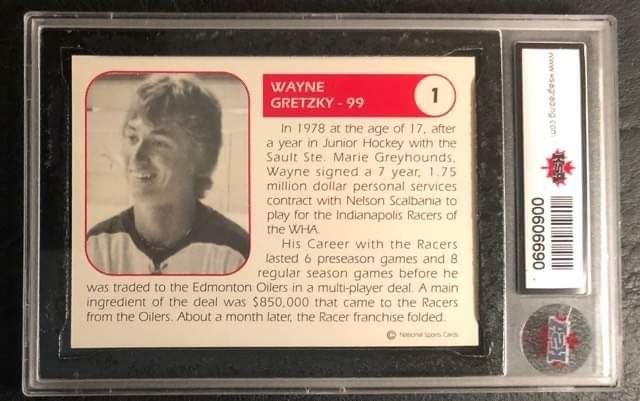 WAYNE
GRETZKY - 99
1
In 1978 at the age of 17, after
a year in Junior Hockey with the
Sault Ste. Marie Greyhounds,
Wayne signed a 7 year, 1.75
million dollar personal services
contract with Nelson Scalbania to
play for the Indianapolis Racers of
the WHA.
His Career with the Racers
lasted 6 preseason games and 8
regular season games before he
was traded to the Edmonton Oilers in a multi-player deal. A main
ingredient of the deal was $850,000 that came to the Racers
from the Oilers. About a month later, the Racer franchise folded.
© National Sports Cards
www.ksagrading.com
KSA
KSA